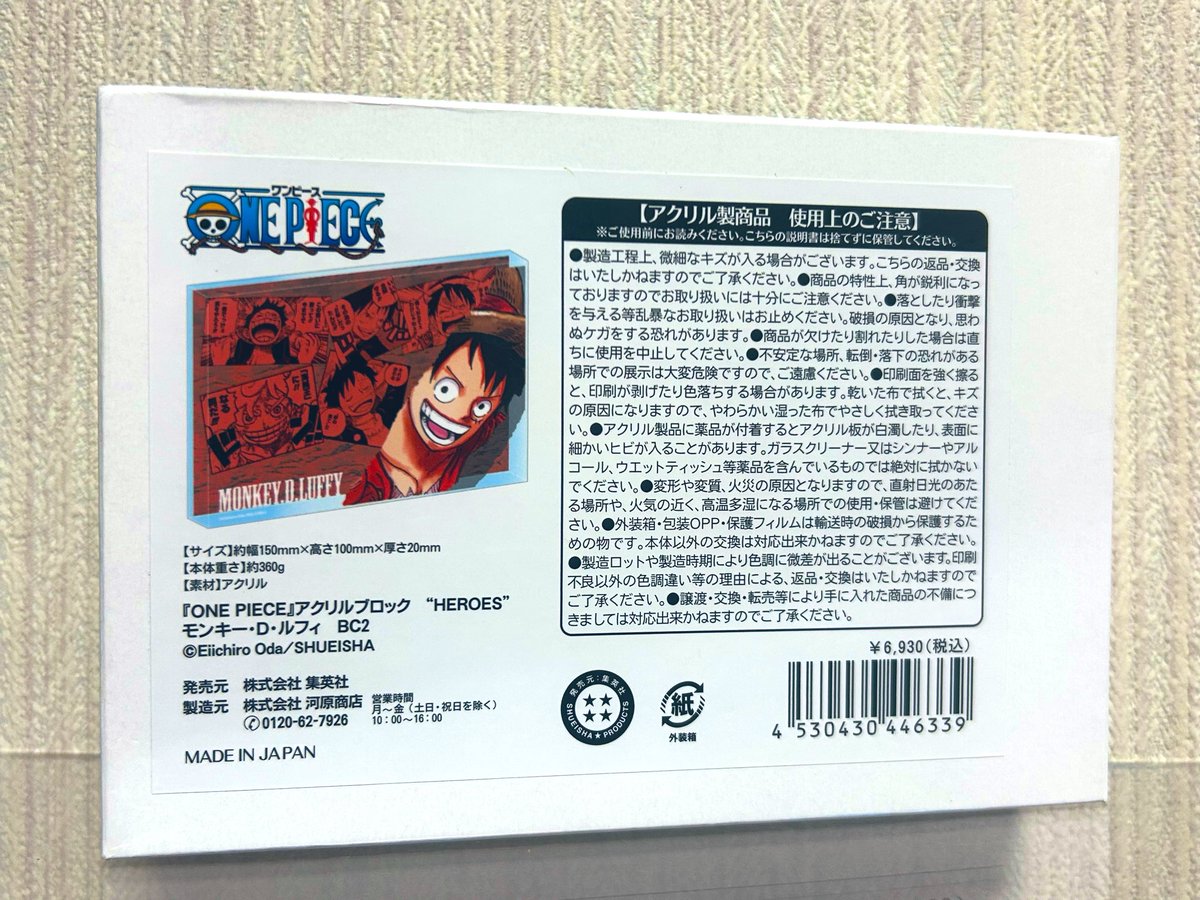 ワンピース
ONE PIECE
MONKEY.D.LUFFY
【サイズ】約幅150mm×高さ100mm×厚さ20mm
【本体重さ】約360g
【素材】アクリル
『ONE PIECE』アクリルブロック “HEROES”
モンキー・D・ルフィ BC2
©Eiichiro Oda/SHUEISHA
発売元 株式会社 集英社
製造元 株式会社 河原商店
0120-62-7926
営業時間
月～金（土日・祝日を除く）
10：00～16：00
MADE IN JAPAN
【アクリル製商品 使用上のご注意】
※ご使用前にお読みください。こちらの説明書は捨てずに保管してください。
●製造工程上、微細なキズが入る場合がございます。こちらの返品・交換
はいたしかねますのでご了承ください。●商品の特性上、角が鋭利になっ
ておりますのでお取り扱いには十分にご注意ください。●落としたり衝撃
を与える等乱暴なお取り扱いはお止めください。破損の原因となり、思わ
ぬケガをする恐れがあります。●商品が欠けたり割れたりした場合は直
ちに使用を中止してください。●不安定な場所、転倒・落下の恐れがある
場所での展示は大変危険ですので、ご遠慮ください。●印刷面を強く擦る
と、印刷が剥げたり色落ちする場合があります。乾いた布で拭くと、キズ
の原因になりますので、やわらかい湿った布でやさしく拭き取ってくださ
い。●アクリル製品に薬品が付着するとアクリル板が白濁したり、表面に
細かいヒビが入ることがあります。ガラスクリーナー又はシンナーやアル
コール、ウエットティッシュ等薬品を含んでいるものでは絶対に拭かない
でください。●変形や変質、火災の原因となりますので、直射日光のあた
る場所や、火気の近く、高温多湿になる場所での使用・保管は避けてくだ
さい。●外装箱・包装OPP・保護フィルムは輸送時の破損から保護するた
めの物です。本体以外の交換は対応出来かねますのでご了承ください。
●製造ロットや製造時期により色調に微差が出ることがございます。印刷
不良以外の色調違い等の理由による、返品・交換はいたしかねますので
ご了承ください。●譲渡・交換・転売等により手に入れた商品の不備につ
きましては対応出来かねますのでご了承ください。
¥6,930（税込）
発売元：集英社
SHUEISHA★PRODUCTS
紙
外装箱
4 530430 446339